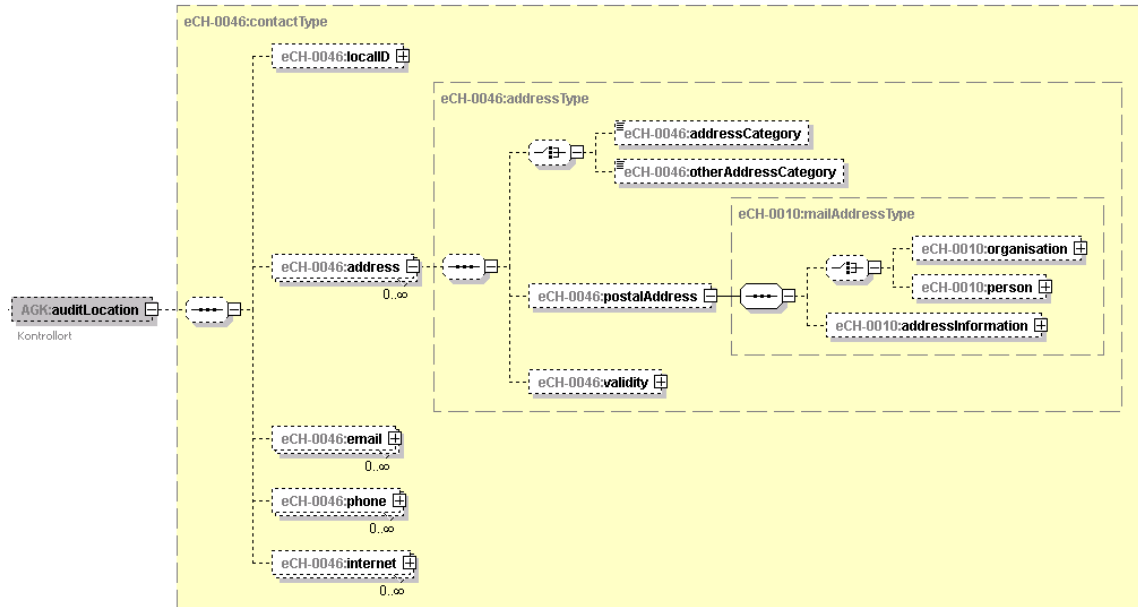 eCH-0046:contactType
eCH-0046:localID
eCH-0046:addressType
eCH-0046:addressCategory
eCH-0046:otherAddressCategory
eCH-0010:mailAddressType
eCH-0010:organisation
eCH-0046:address
0..∞
eCH-0046:postalAddress
eCH-0010:person
AGK:auditLocation
Kontrollort
eCH-0010:addressInformation
eCH-0046:validity
eCH-0046:email
0..∞
eCH-0046:phone
0..∞
eCH-0046:internet
0..∞